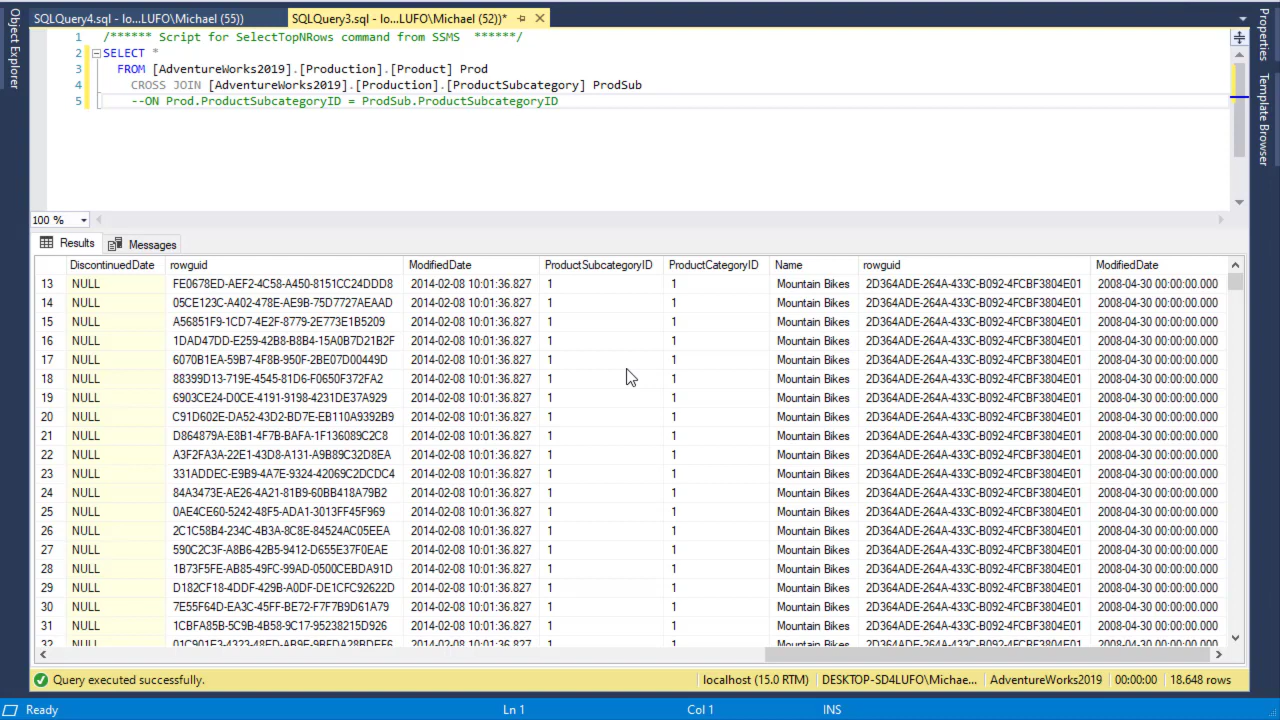 SQLQuery4.sql - lo...LUFO\Michael (55))
SQLQuery3.sql - lo...LUFO\Michael (52))*
Object Explorer
Properties
Template Browser
1 /****** Script for SelectTopNRows command from SSMS ******/
2 SELECT *
3 FROM [AdventureWorks2019].[Production].[Product] Prod
4 CROSS JOIN [AdventureWorks2019].[Production].[ProductSubcategory] ProdSub
5 --ON Prod.ProductSubcategoryID = ProdSub.ProductSubcategoryID
100 %
Results Messages
DiscontinuedDate rowguid ModifiedDate ProductSubcategoryID ProductCategoryID Name rowguid ModifiedDate
13 NULL FE0678ED-AEF2-4C58-A450-8151CC24DDD8 2014-02-08 10:01:36.827 1 1 Mountain Bikes 2D364ADE-264A-433C-B092-4FCBF3804E01 2008-04-30 00:00:00.000
14 NULL 05CE123C-A402-478E-AE9B-75D7727AEAAD 2014-02-08 10:01:36.827 1 1 Mountain Bikes 2D364ADE-264A-433C-B092-4FCBF3804E01 2008-04-30 00:00:00.000
15 NULL A56851F9-1CD7-4E2F-8779-2E773E1B5209 2014-02-08 10:01:36.827 1 1 Mountain Bikes 2D364ADE-264A-433C-B092-4FCBF3804E01 2008-04-30 00:00:00.000
16 NULL 1DAD47DD-E259-42B8-B8B4-15A0B7D21B2F 2014-02-08 10:01:36.827 1 1 Mountain Bikes 2D364ADE-264A-433C-B092-4FCBF3804E01 2008-04-30 00:00:00.000
17 NULL 6070B1EA-59B7-4F8B-950F-2BE07D00449D 2014-02-08 10:01:36.827 1 1 Mountain Bikes 2D364ADE-264A-433C-B092-4FCBF3804E01 2008-04-30 00:00:00.000
18 NULL 88399D13-719E-4545-81D6-F0650F372FA2 2014-02-08 10:01:36.827 1 1 Mountain Bikes 2D364ADE-264A-433C-B092-4FCBF3804E01 2008-04-30 00:00:00.000
19 NULL 6903CE24-D0CE-4191-9198-4231DE37A929 2014-02-08 10:01:36.827 1 1 Mountain Bikes 2D364ADE-264A-433C-B092-4FCBF3804E01 2008-04-30 00:00:00.000
20 NULL C91D602E-DA52-43D2-BD7E-EB110A9392B9 2014-02-08 10:01:36.827 1 1 Mountain Bikes 2D364ADE-264A-433C-B092-4FCBF3804E01 2008-04-30 00:00:00.000
21 NULL D864879A-E8B1-4F7B-BAFA-1F136089C2C8 2014-02-08 10:01:36.827 1 1 Mountain Bikes 2D364ADE-264A-433C-B092-4FCBF3804E01 2008-04-30 00:00:00.000
22 NULL A3F2FA3A-22E1-43D8-A131-A9B89C32D8EA 2014-02-08 10:01:36.827 1 1 Mountain Bikes 2D364ADE-264A-433C-B092-4FCBF3804E01 2008-04-30 00:00:00.000
23 NULL 331ADDEC-E9B9-4A7E-9324-42069C2DCDC4 2014-02-08 10:01:36.827 1 1 Mountain Bikes 2D364ADE-264A-433C-B092-4FCBF3804E01 2008-04-30 00:00:00.000
24 NULL 84A3473E-AE26-4A21-81B9-60BB418A79B2 2014-02-08 10:01:36.827 1 1 Mountain Bikes 2D364ADE-264A-433C-B092-4FCBF3804E01 2008-04-30 00:00:00.000
25 NULL 0AE4CE60-5242-48F5-ADA1-3013FF45F969 2014-02-08 10:01:36.827 1 1 Mountain Bikes 2D364ADE-264A-433C-B092-4FCBF3804E01 2008-04-30 00:00:00.000
26 NULL 2C1C58B4-234C-4B3A-8C8E-84524AC05EEA 2014-02-08 10:01:36.827 1 1 Mountain Bikes 2D364ADE-264A-433C-B092-4FCBF3804E01 2008-04-30 00:00:00.000
27 NULL 590C2C3F-A8B6-42B5-9412-D655E37F0EAE 2014-02-08 10:01:36.827 1 1 Mountain Bikes 2D364ADE-264A-433C-B092-4FCBF3804E01 2008-04-30 00:00:00.000
28 NULL 1B73F5FE-AB85-49FC-99AD-0500CEBDA91D 2014-02-08 10:01:36.827 1 1 Mountain Bikes 2D364ADE-264A-433C-B092-4FCBF3804E01 2008-04-30 00:00:00.000
29 NULL D182CF18-4DDF-429B-A0DF-DE1CFC92622D 2014-02-08 10:01:36.827 1 1 Mountain Bikes 2D364ADE-264A-433C-B092-4FCBF3804E01 2008-04-30 00:00:00.000
30 NULL 7E55F64D-EA3C-45FF-BE72-F7F7B9D61A79 2014-02-08 10:01:36.827 1 1 Mountain Bikes 2D364ADE-264A-433C-B092-4FCBF3804E01 2008-04-30 00:00:00.000
31 NULL 1CBFA85B-5C9B-4B58-9C17-95238215D926 2014-02-08 10:01:36.827 1 1 Mountain Bikes 2D364ADE-264A-433C-B092-4FCBF3804E01 2008-04-30 00:00:00.000
32 NULL 2014-02-08 10:01:36.827 1 1 Mountain Bikes 2D364ADE-264A-433C-B092-4FCBF3804E01 2008-04-30 00:00:00.000
Query executed successfully. localhost (15.0 RTM) DESKTOP-SD4LUFO\Michae... AdventureWorks2019 00:00:00 18.648 rows
Ready Ln 1 Col 1 INS